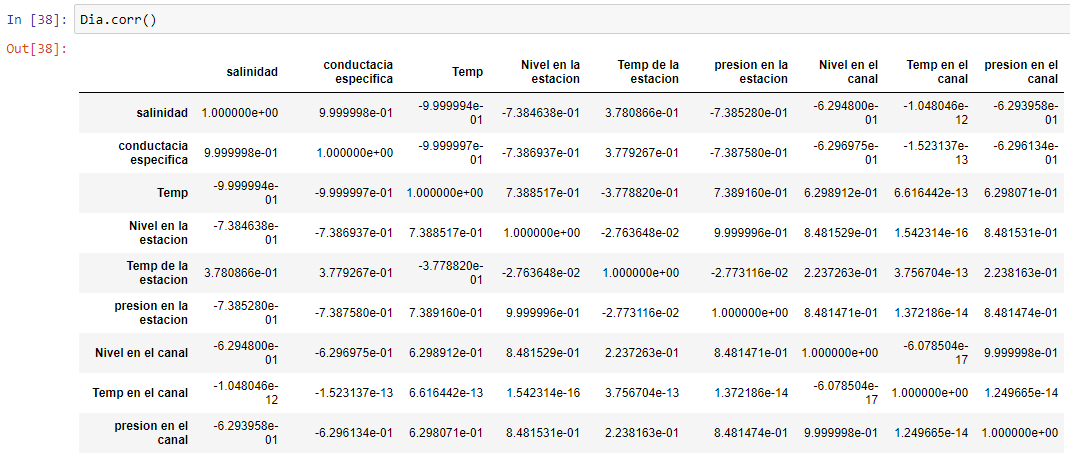 In [38]: Dia.corr()
Out[38]:
salinidad conductacia especifica Temp Nivel en la estacion Temp de la estacion presion en la estacion Nivel en el canal Temp en el canal presion en el canal
salinidad 1.000000e+00 9.999998e-01 -9.999994e-01 -7.384638e-01 3.780866e-01 -7.385280e-01 -6.294800e-01 -1.048046e-12 -6.293958e-01
conductacia especifica 9.999998e-01 1.000000e+00 -9.999997e-01 -7.386937e-01 3.779267e-01 -7.387580e-01 -6.296975e-01 -1.523137e-13 -6.296134e-01
Temp -9.999994e-01 -9.999997e-01 1.000000e+00 7.388517e-01 -3.778820e-01 7.389160e-01 6.298912e-01 6.616442e-13 6.298071e-01
Nivel en la estacion -7.384638e-01 -7.386937e-01 7.388517e-01 1.000000e+00 -2.763648e-02 9.999996e-01 8.481529e-01 1.542314e-16 8.481531e-01
Temp de la estacion 3.780866e-01 3.779267e-01 -3.778820e-01 -2.763648e-02 1.000000e+00 -2.773116e-02 2.237263e-01 3.756704e-13 2.238163e-01
presion en la estacion -7.385280e-01 -7.387580e-01 7.389160e-01 9.999996e-01 -2.773116e-02 1.000000e+00 8.481471e-01 1.372186e-14 8.481474e-01
Nivel en el canal -6.294800e-01 -6.296975e-01 6.298912e-01 8.481529e-01 2.237263e-01 8.481471e-01 1.000000e+00 -6.078504e-17 9.999998e-01
Temp en el canal -1.048046e-12 -1.523137e-13 6.616442e-13 1.542314e-16 3.756704e-13 1.372186e-14 -6.078504e-17 1.000000e+00 1.249665e-14
presion en el canal -6.293958e-01 -6.296134e-01 6.298071e-01 8.481531e-01 2.238163e-01 8.481474e-01 9.999998e-01 1.249665e-14 1.000000e+00